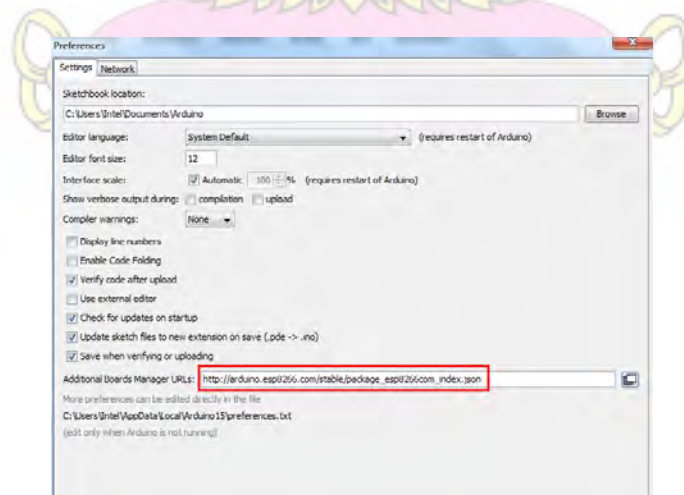 Preferences
Settings Network
Sketchbook location:
C:\Users\Intel\Documents\Arduino Browse
Editor language: System Default (requires restart of Arduino)
Editor font size: 12
Interface scale: Automatic 100 % (requires restart of Arduino)
Show verbose output during: compilation upload
Compiler warnings: None
Display line numbers
Enable Code Folding
Verify code after upload
Use external editor
Check for updates on startup
Update sketch files to new extension on save (.pde -> .ino)
Save when verifying or uploading
Additional Boards Manager URLs: http://arduino.esp8266.com/stable/package_esp8266com_index.json
More preferences can be edited directly in the file
C:\Users\Intel\AppData\Local\Arduino15\preferences.txt
(edit only when Arduino is not running)